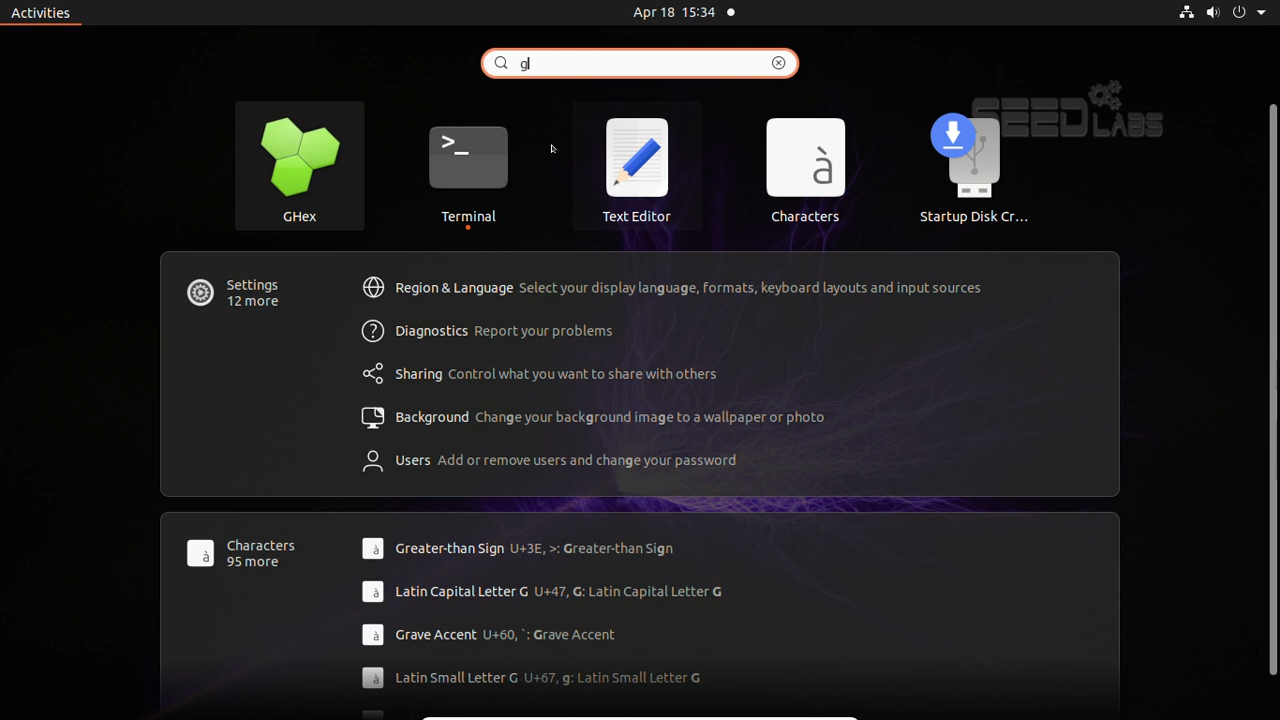 Activities
Apr 18 15:34
g
SEED LABS
GHex
Terminal
Text Editor
Characters
Startup Disk Cr…
Settings
12 more
Region & Language Select your display language, formats, keyboard layouts and input sources
Diagnostics Report your problems
Sharing Control what you want to share with others
Background Change your background image to a wallpaper or photo
Users Add or remove users and change your password
Characters
95 more
Greater-than Sign U+3E, >: Greater-than Sign
Latin Capital Letter G U+47, G: Latin Capital Letter G
Grave Accent U+60, `: Grave Accent
Latin Small Letter G U+67, g: Latin Small Letter G